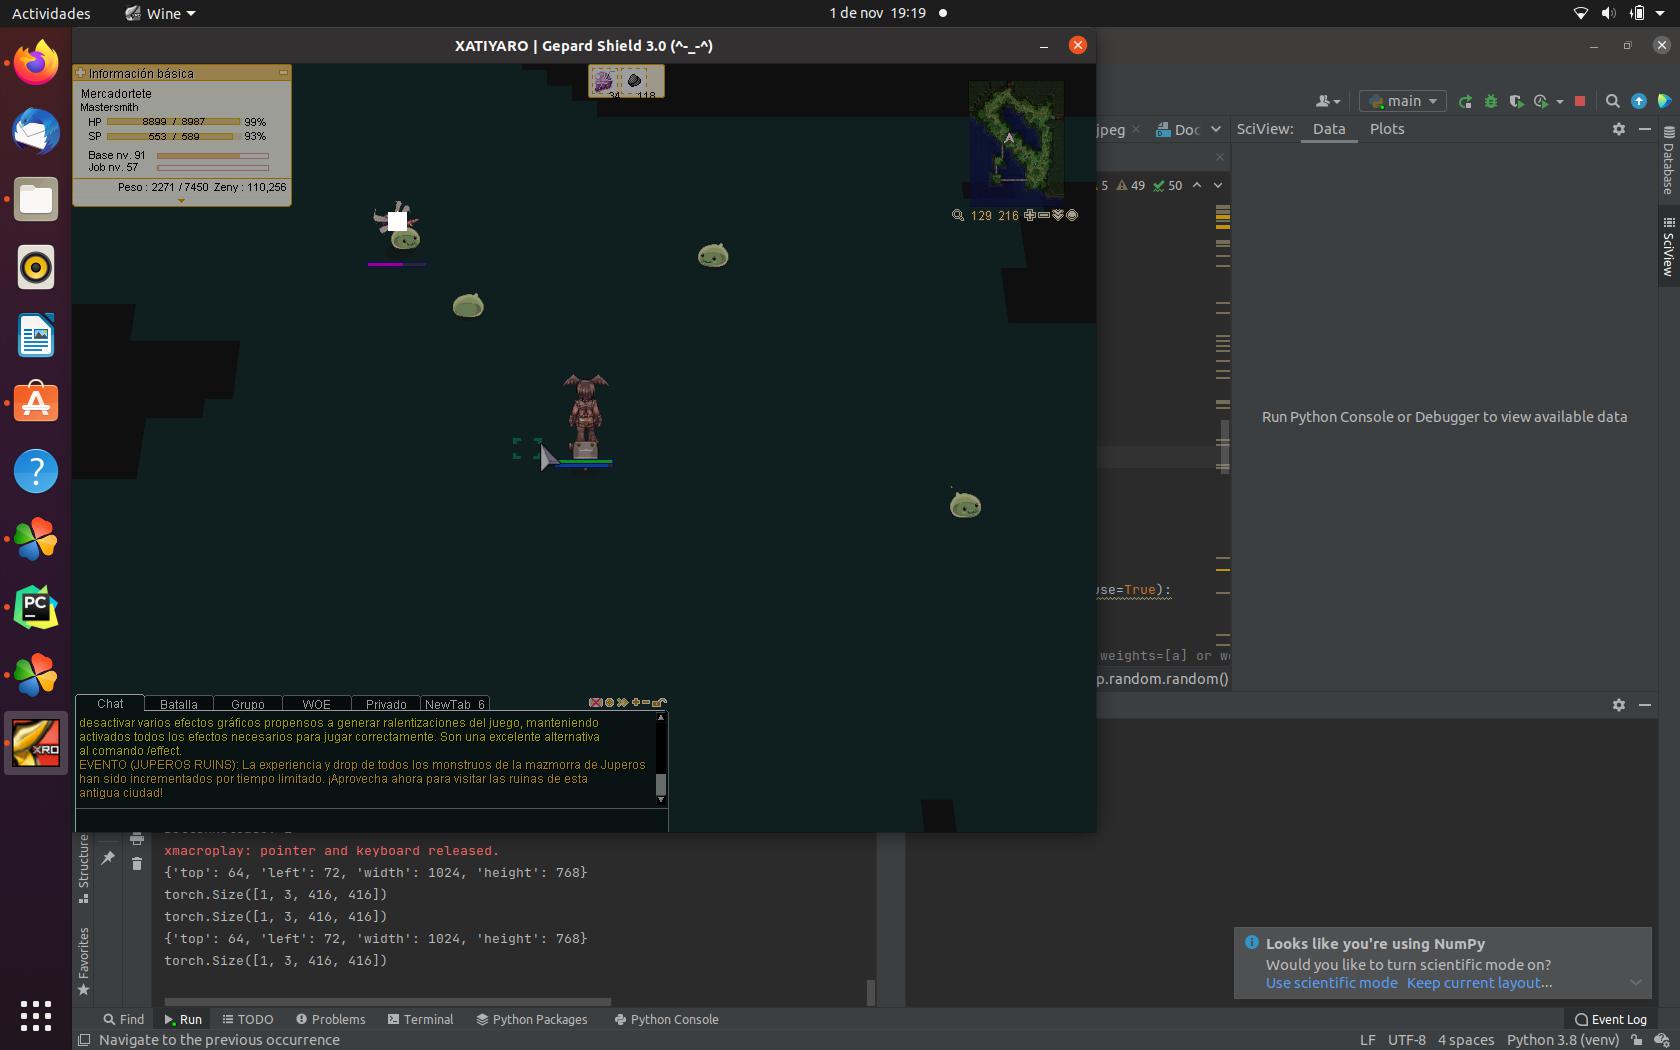 Actividades
Wine
1 de nov 19:19
XATIYARO | Gepard Shield 3.0 (^-_-^)
Información básica
Mercadortete
Mastersmith
HP 8899 / 8987 99%
SP 553 / 589 93%
Base nv. 91
Job nv. 57
Peso : 2271 / 7450 Zeny : 110,256
34 118
129 216
main
jpeg
Doc
SciView: Data Plots
5 49 50
Database
SciView
Run Python Console or Debugger to view available data
use=True):
weights=[a] or we
p.random.random()
Chat Batalla Grupo WOE Privado NewTab_6
desactivar varios efectos gráficos propensos a generar ralentizaciones del juego, manteniendo
activados todos los efectos necesarios para jugar correctamente. Son una excelente alternativa
al comando /effect.
EVENTO (JUPEROS RUINS): La experiencia y drop de todos los monstruos de la mazmorra de Juperos
han sido incrementados por tiempo limitado. ¡Aprovecha ahora para visitar las ruinas de esta
antigua ciudad!
XRO
PC
Structure
Favorites
xmacroplay: pointer and keyboard released.
{'top': 64, 'left': 72, 'width': 1024, 'height': 768}
torch.Size([1, 3, 416, 416])
torch.Size([1, 3, 416, 416])
{'top': 64, 'left': 72, 'width': 1024, 'height': 768}
torch.Size([1, 3, 416, 416])
Looks like you're using NumPy
Would you like to turn scientific mode on?
Use scientific mode Keep current layout...
Find Run TODO Problems Terminal Python Packages Python Console Event Log
Navigate to the previous occurrence
LF UTF-8 4 spaces Python 3.8 (venv)